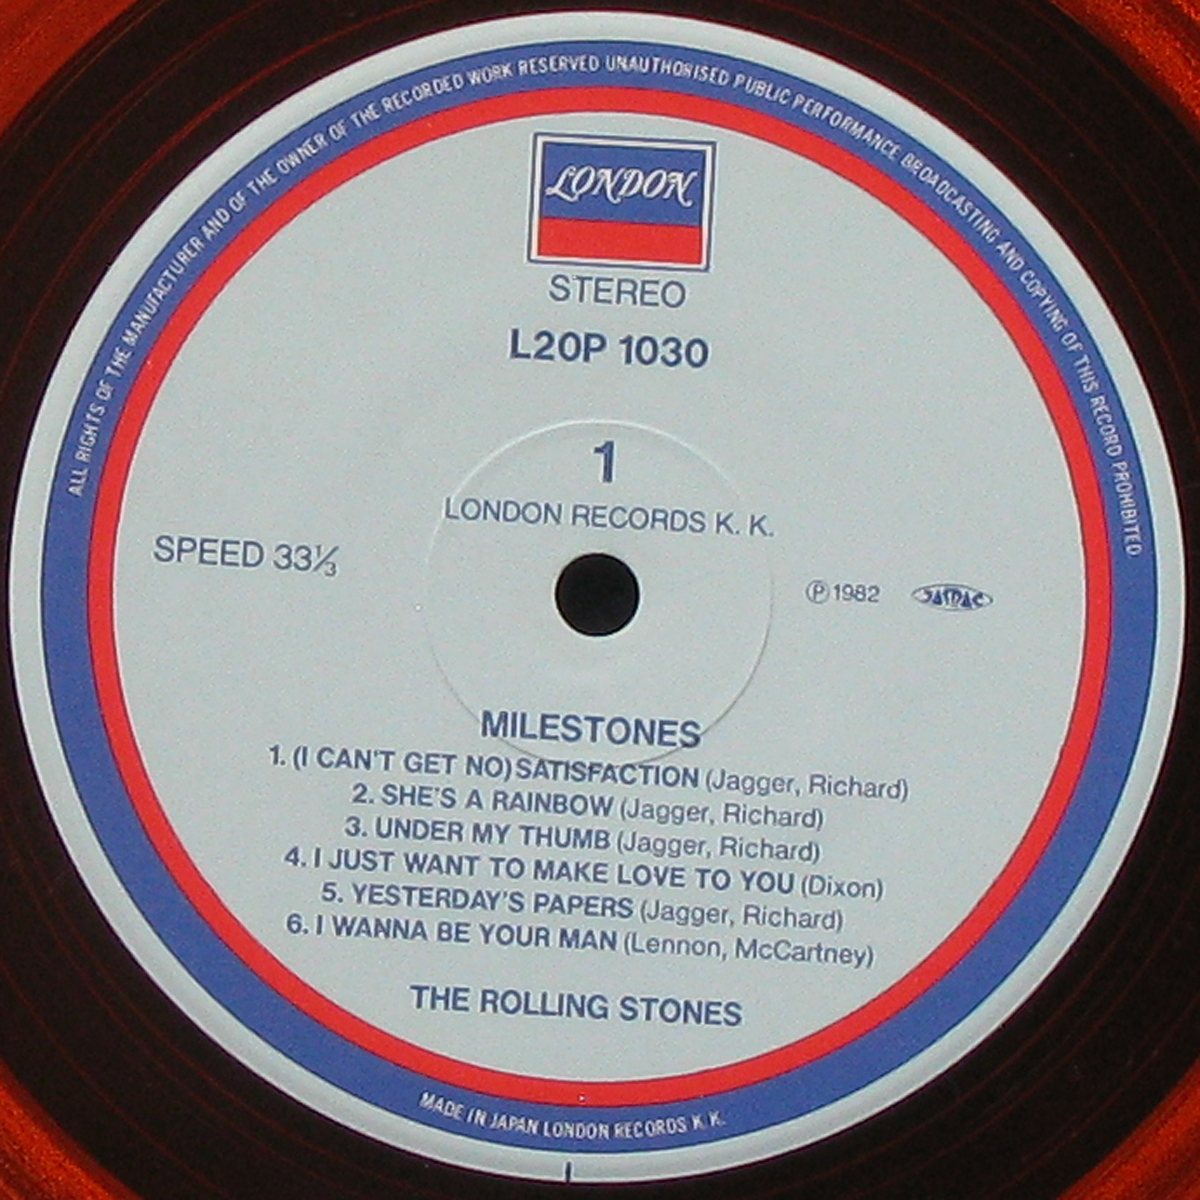 ALL RIGHTS OF THE MANUFACTURER AND OF THE OWNER OF THE RECORDED WORK RESERVED UNAUTHORISED PUBLIC PERFORMANCE BROADCASTING AND COPYING OF THIS RECORD PROHIBITED
LONDON
STEREO
L20P 1030
1
LONDON RECORDS K. K.
SPEED 33⅓
℗ 1982 JASRAC
MILESTONES
1. (I CAN'T GET NO) SATISFACTION (Jagger, Richard)
2. SHE'S A RAINBOW (Jagger, Richard)
3. UNDER MY THUMB (Jagger, Richard)
4. I JUST WANT TO MAKE LOVE TO YOU (Dixon)
5. YESTERDAY'S PAPERS (Jagger, Richard)
6. I WANNA BE YOUR MAN (Lennon, McCartney)
THE ROLLING STONES
MADE IN JAPAN LONDON RECORDS K. K.